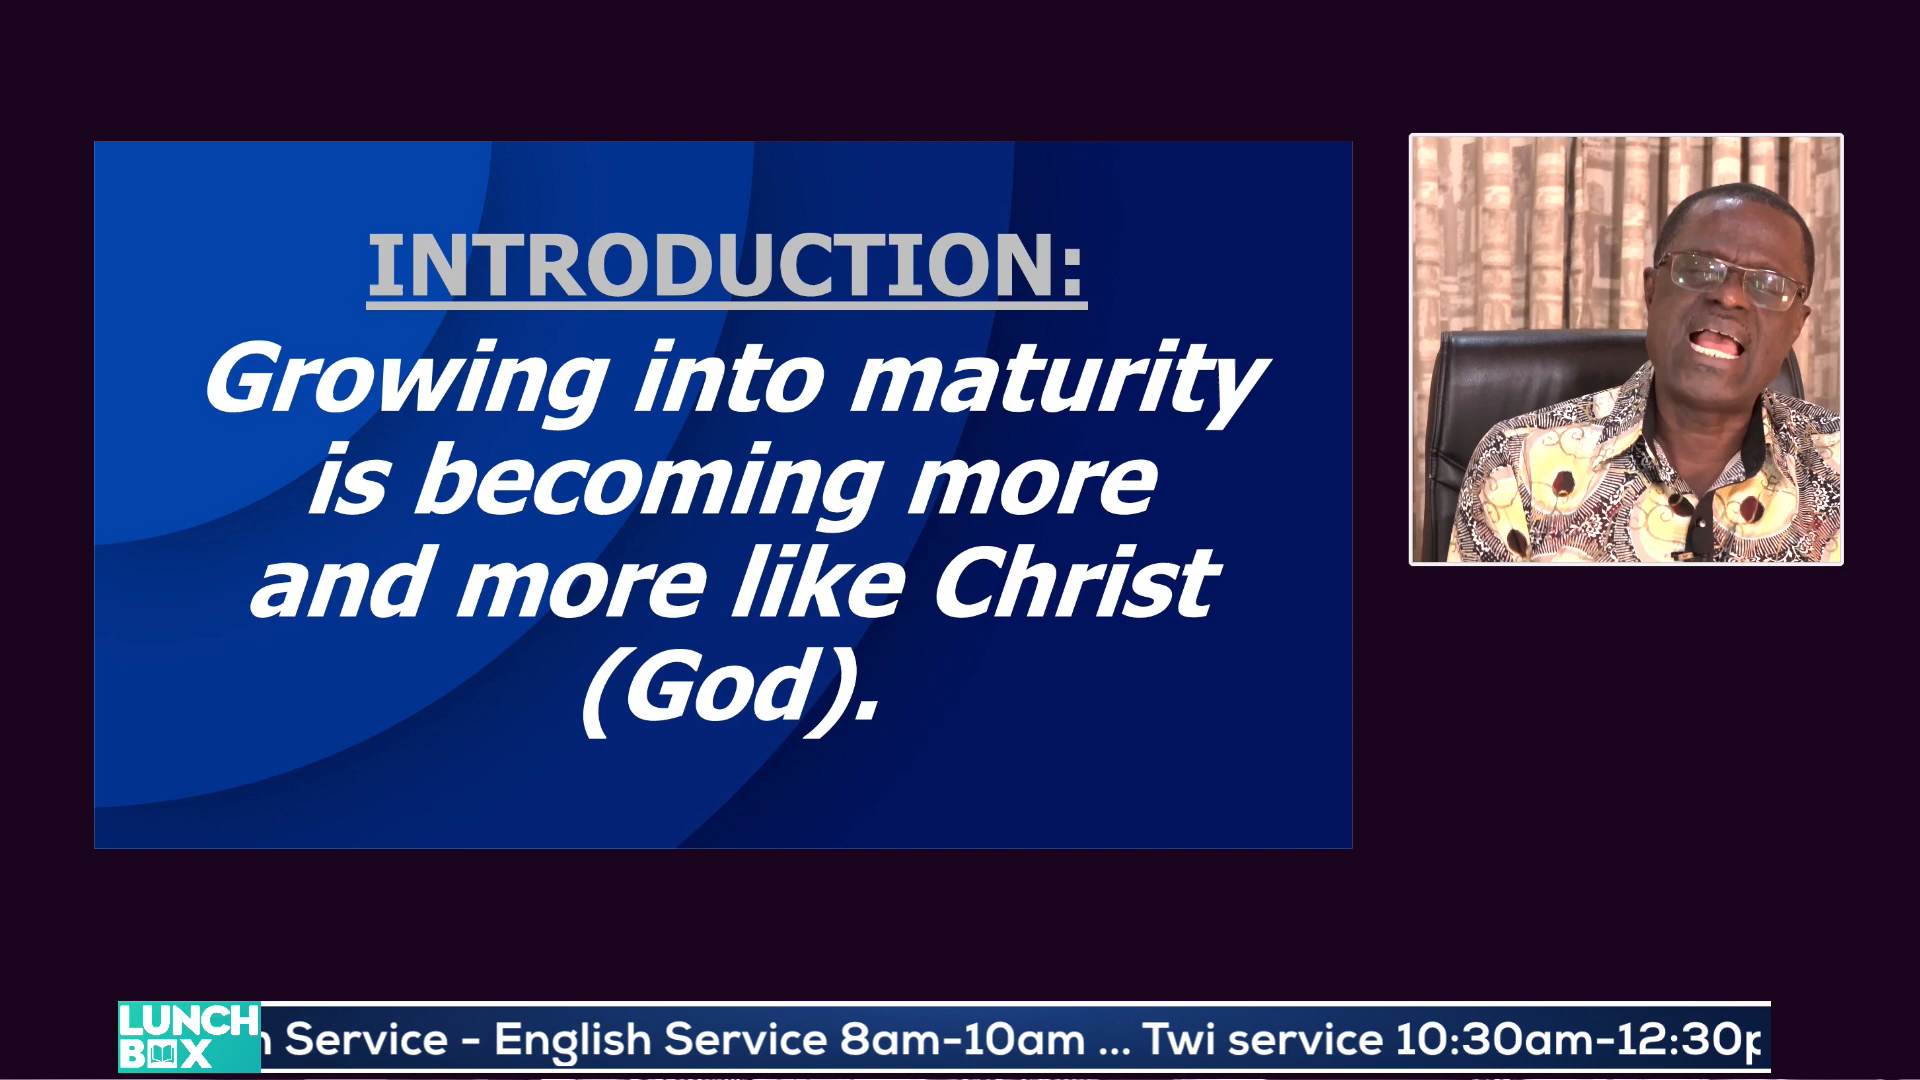 INTRODUCTION:
Growing into maturity
is becoming more
and more like Christ
(God).
LUNCH
BOX
Service - English Service 8am-10am ... Twi service 10:30am-12:30p